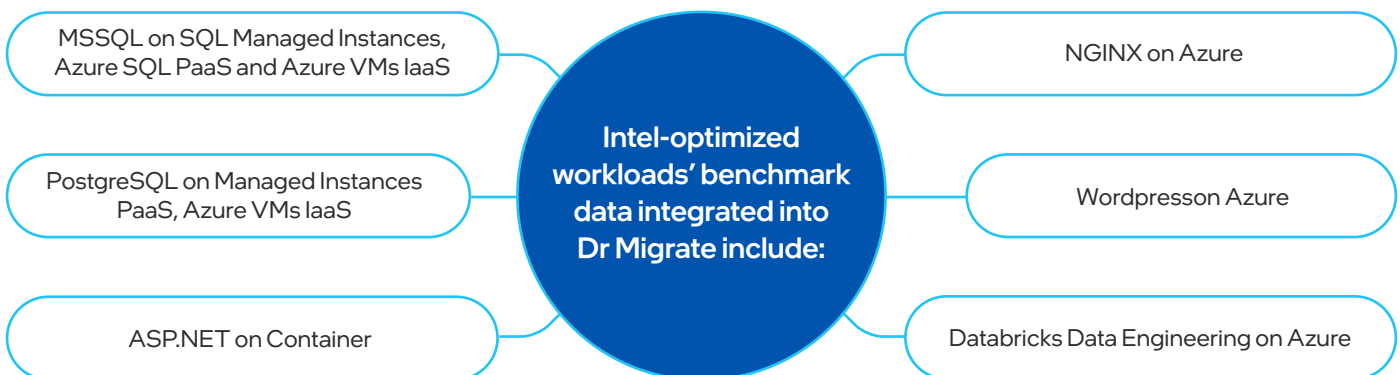 MSSQL on SQL Managed Instances,
Azure SQL PaaS and Azure VMs IaaS
PostgreSQL on Managed Instances
PaaS, Azure VMs IaaS
ASP.NET on Container
Intel-optimized
workloads’ benchmark
data integrated into
Dr Migrate include:
NGINX on Azure
Wordpresson Azure
Databricks Data Engineering on Azure